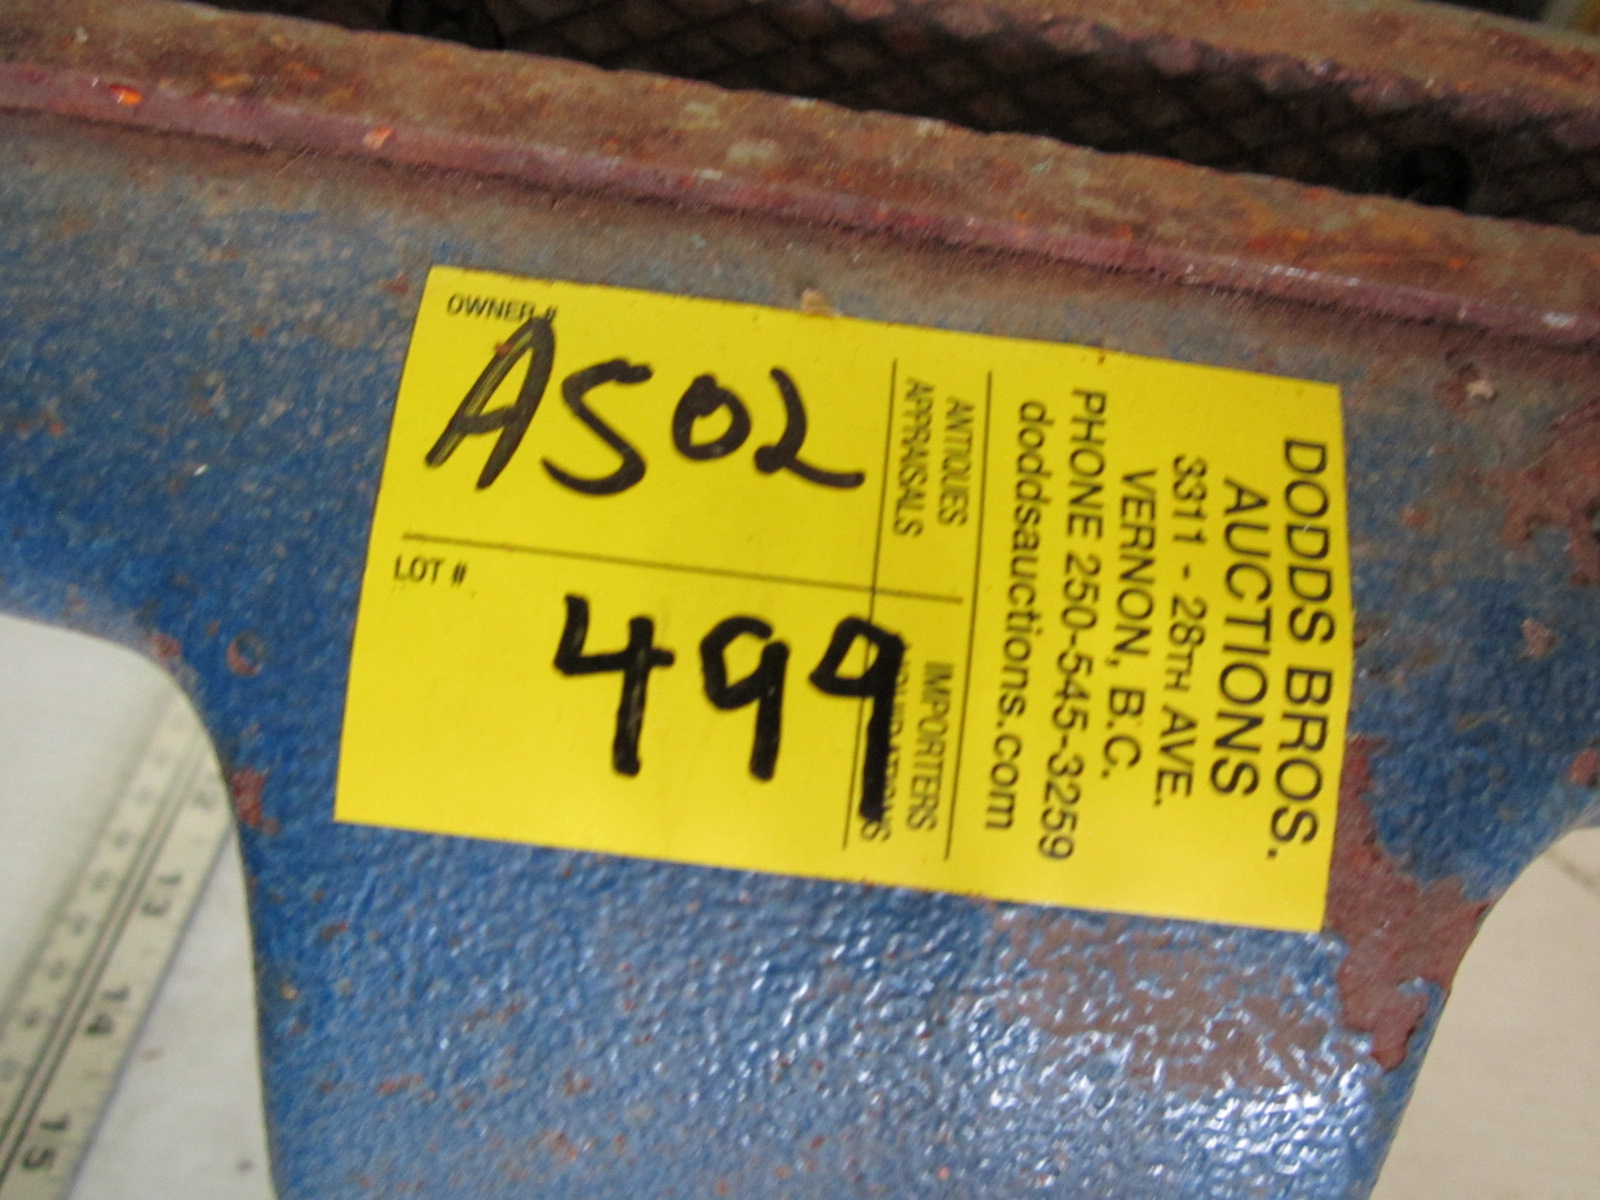 OWNER #
A502
LOT #
499
DODDS BROS.
AUCTIONS
3311 - 28TH AVE.
VERNON, B.C.
PHONE 250-545-3259
doddsauctions.com
ANTIQUES IMPORTERS
APPRAISALS
12
13
14
15